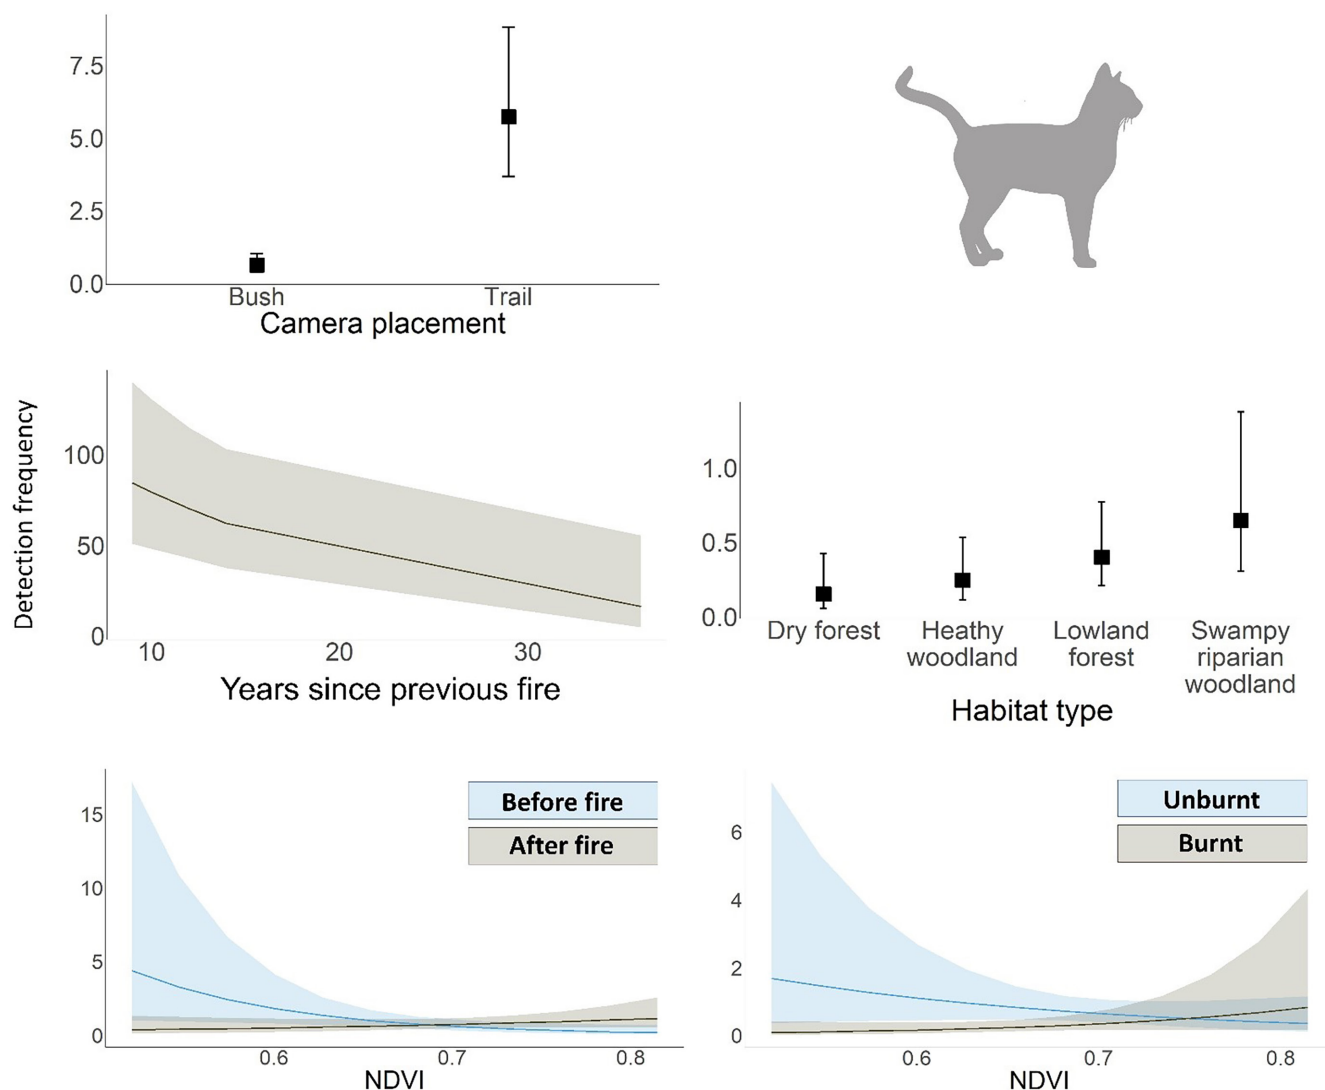 7.5
5.0
2.5
0.0
Bush Trail
Camera placement
Detection frequency
100
50
0
10 20 30
Years since previous fire
1.0
0.5
0.0
Dry forest Heathy Lowland Swampy
woodland forest riparian
woodland
Habitat type
15
10
5
0
Before fire
After fire
0.6 0.7 0.8
NDVI
6
4
2
0
Unburnt
Burnt
0.6 0.7 0.8
NDVI